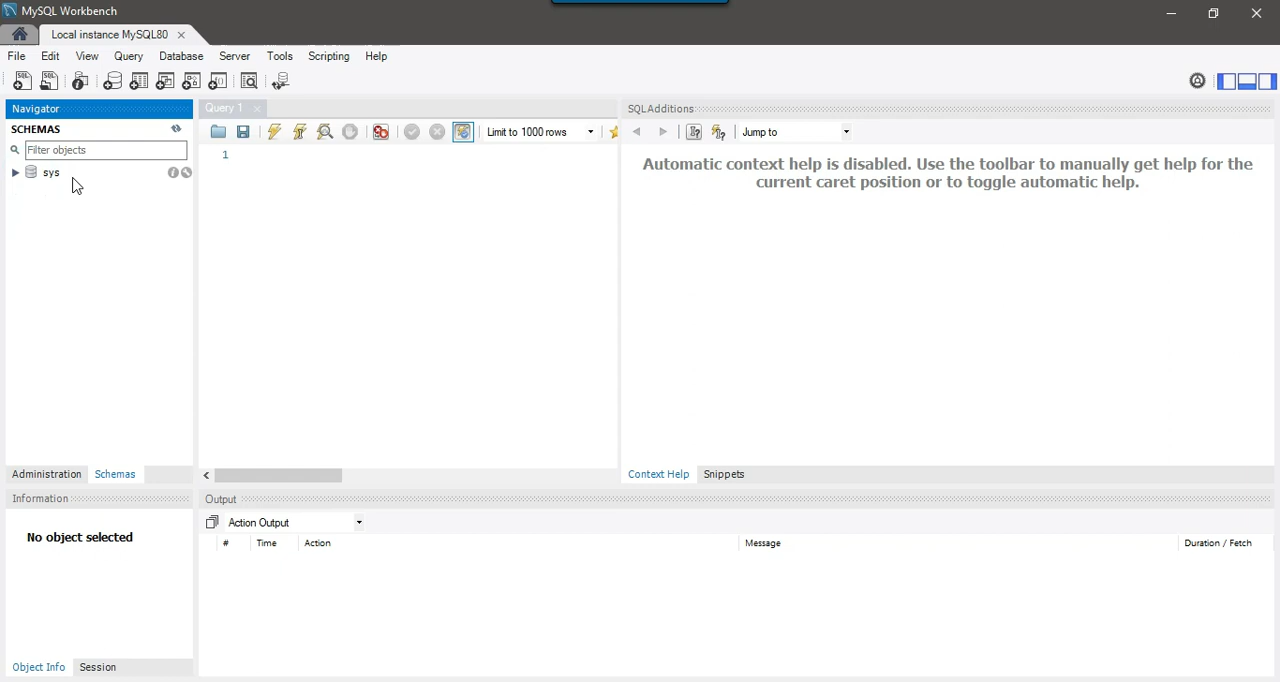 MySQL Workbench
Local instance MySQL80
File Edit View Query Database Server Tools Scripting Help
Navigator
SCHEMAS
Filter objects
sys
Administration Schemas
Information
No object selected
Object Info Session
Query 1
Limit to 1000 rows
1
SQLAdditions
Jump to
Automatic context help is disabled. Use the toolbar to manually get help for the
current caret position or to toggle automatic help.
Context Help Snippets
Output
Action Output
# Time Action Message Duration / Fetch